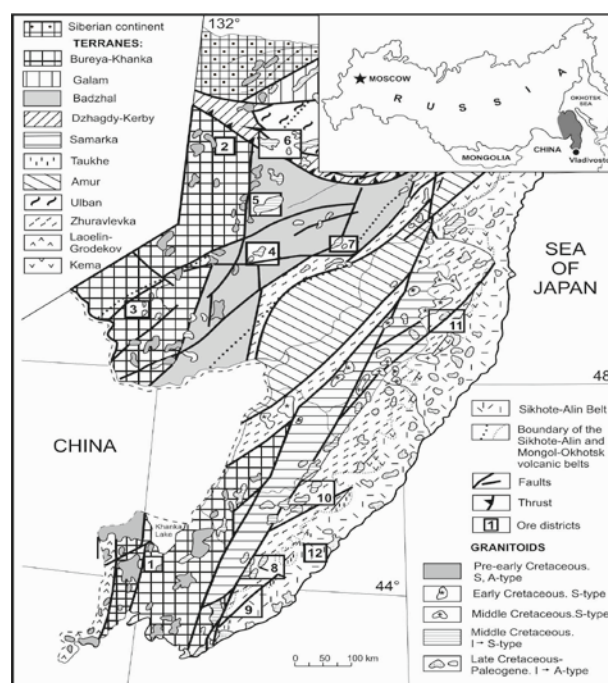 Siberian continent
TERRANES:
Bureya-Khanka
Galam
Badzhal
Dzhagdy-Kerby
Samarka
Taukhe
Amur
Ulban
Zhuravlevka
Laoelin-
Grodekov
Kema
132°
MOSCOW
RUSSIA
OKHOTSK
SEA
MONGOLIA
CHINA
Vladivostok
2
6
5
4
7
3
11
SEA
OF
JAPAN
48
CHINA
Khanka
Lake
1
10
8
12
9
44°
0 50 100 km
Sikhote-Alin Belt
Boundary of the
Sikhote-Alin and
Mongol-Okhotsk
volcanic belts
Faults
Thrust
1 Ore districts
GRANITOIDS
Pre-early Cretaceous.
S, A-type
Early Cretaceous. S-type
Middle Cretaceous.S-type
Middle Cretaceous.
I→ S-type
Late Cretaceous-
Paleogene. I→ A-type